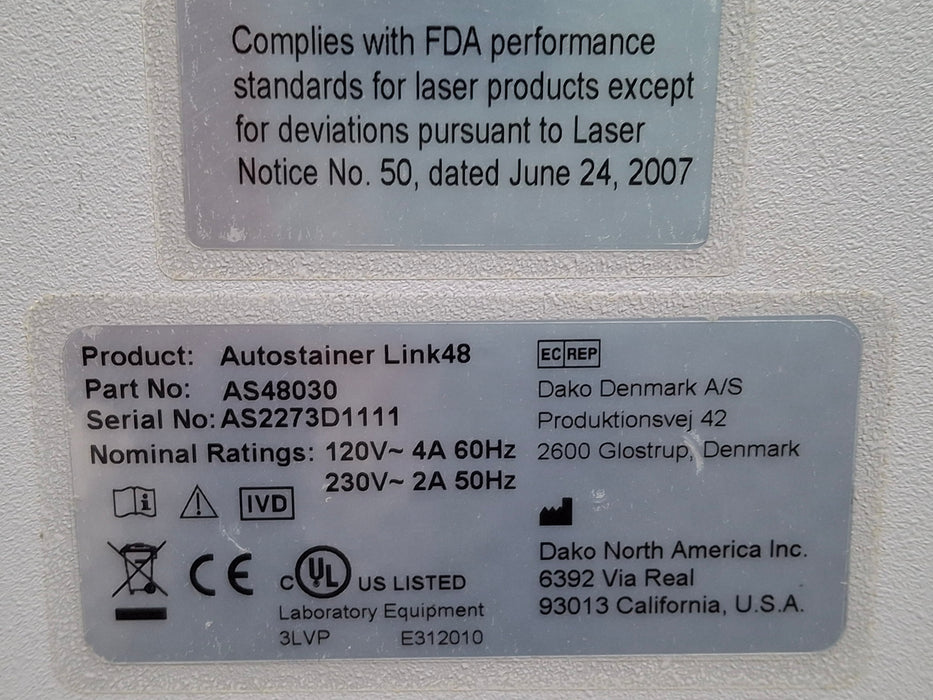 Complies with FDA performance
standards for laser products except
for deviations pursuant to Laser
Notice No. 50, dated June 24, 2007
Product: Autostainer Link48
Part No: AS48030
Serial No: AS2273D1111
Nominal Ratings: 120V~ 4A 60Hz
230V~ 2A 50Hz
i
IVD
CE
c UL US LISTED
Laboratory Equipment
3LVP E312010
EC REP
Dako Denmark A/S
Produktionsvej 42
2600 Glostrup, Denmark
Dako North America Inc.
6392 Via Real
93013 California, U.S.A.